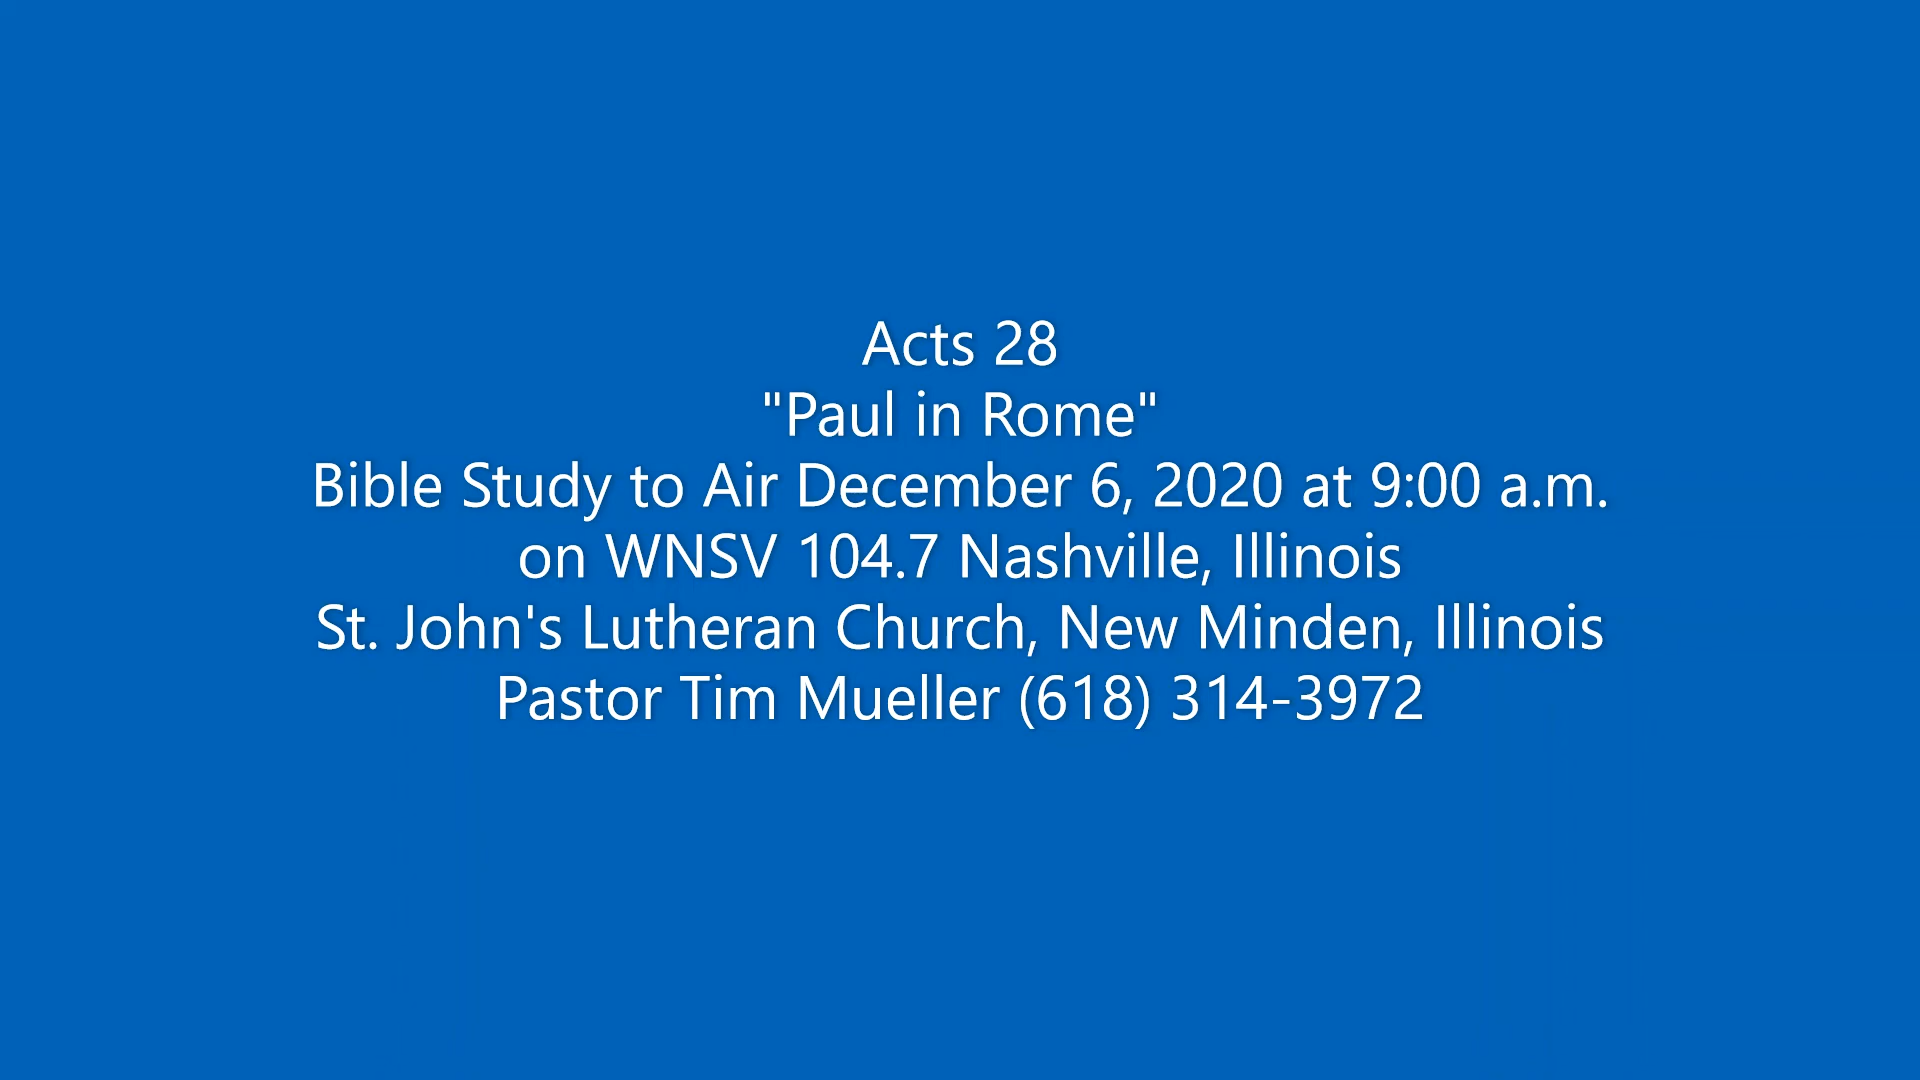 Acts 28
"Paul in Rome"
Bible Study to Air December 6, 2020 at 9:00 a.m.
on WNSV 104.7 Nashville, Illinois
St. John's Lutheran Church, New Minden, Illinois
Pastor Tim Mueller (618) 314-3972